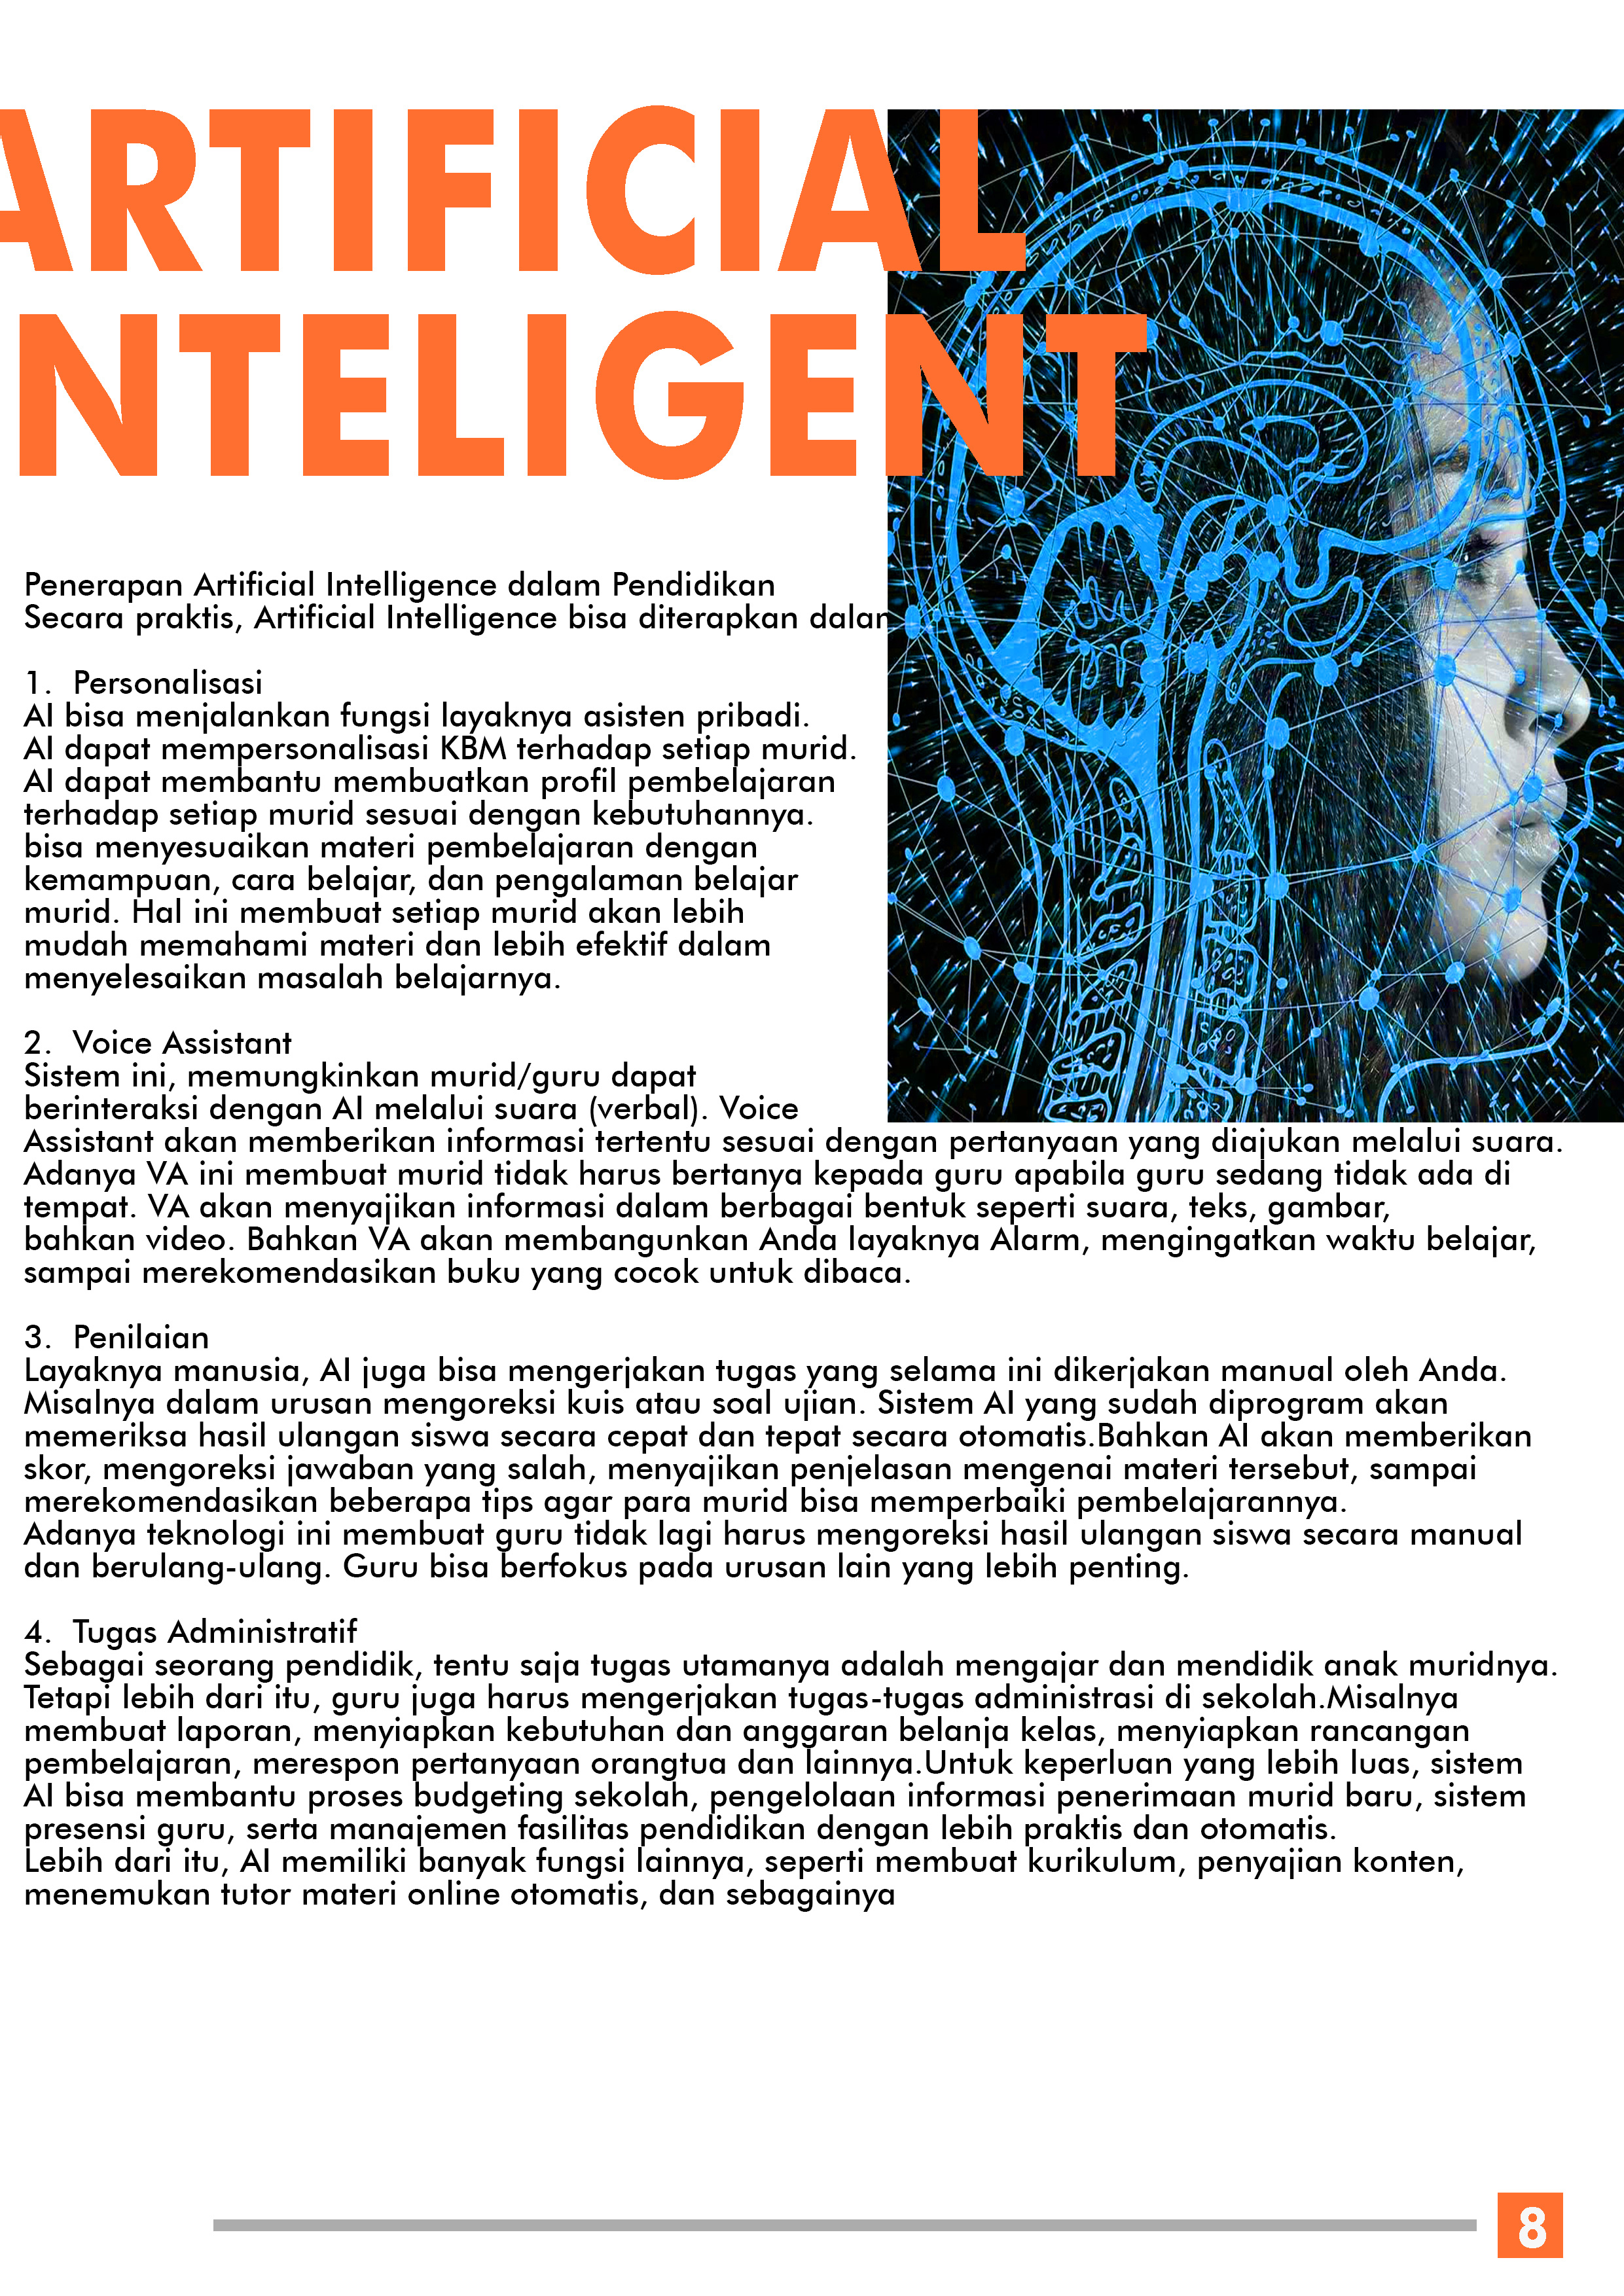 ARTIFICIAL
NTELIGENT
Penerapan Artificial Intelligence dalam Pendidikan
Secara praktis, Artificial Intelligence bisa diterapkan
1. Personalisasi
AI bisa menjalankan fungsi layaknya asisten pribadi.
AI dapat mempersonalisasi KBM terhadap setiap murid.
AI dapat membantu membuatkan profil pembelajaran
terhadap setiap murid sesuai dengan kebutuhannya.
bisa menyesuaikan materi pembelajaran dengan
kemampuan, cara belajar, dan pengalaman belajar
murid. Hal ini membuat setiap murid akan lebih
mudah memahami materi dan lebih efektif dalam
menyelesaikan masalah belajarnya.
2. Voice Assistant
Sistem ini, memungkinkan murid/guru dapat
berinteraksi dengan AI melalui suara (verbal). Voice
Assistant akan memberikan informasi tertentu sesuai dengan pertanyaan yang diajukan melalui suara.
Adanya VA ini membuat murid tidak harus bertanya kepada guru apabila guru sedang tidak ada di
tempat. VA akan menyajikan informasi dalam berbagai bentuk seperti suara, teks, gambar,
bahkan video. Bahkan VA akan membangunkan Anda layaknya Alarm, mengingatkan waktu belajar,
sampai merekomendasikan buku yang cocok untuk dibaca.
3. Penilaian
Layaknya manusia, AI juga bisa mengerjakan tugas yang selama ini dikerjakan manual oleh Anda.
Misalnya dalam urusan mengoreksi kuis atau soal ujian. Sistem AI yang sudah diprogram akan
memeriksa hasil ulangan siswa secara cepat dan tepat secara otomatis.Bahkan AI akan memberikan
skor, mengoreksi jawaban yang salah, menyajikan penjelasan mengenai materi tersebut, sampai
merekomendasikan beberapa tips agar para murid bisa memperbaiki pembelajarannya.
Adanya teknologi ini membuat guru tidak lagi harus mengoreksi hasil ulangan siswa secara manual
dan berulang-ulang. Guru bisa berfokus pada urusan lain yang lebih penting.
4. Tugas Administratif
Sebagai seorang pendidik, tentu saja tugas utamanya adalah mengajar dan mendidik anak muridnya.
Tetapi lebih dari itu, guru juga harus mengerjakan tugas-tugas administrasi di sekolah.Misalnya
membuat laporan, menyiapkan kebutuhan dan anggaran belanja kelas, menyiapkan rancangan
pembelajaran, merespon pertanyaan orangtua dan lainnya.Untuk keperluan yang lebih luas, sistem
AI bisa membantu proses budgeting sekolah, pengelolaan informasi penerimaan murid baru, sistem
presensi guru, serta manajemen fasilitas pendidikan dengan lebih praktis dan otomatis.
Lebih dari itu, AI memiliki banyak fungsi lainnya, seperti membuat kurikulum, penyajian konten,
menemukan tutor materi online otomatis, dan sebagainya
8